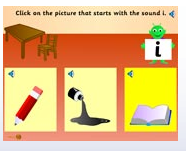 Click on the picture that starts with the sound i.
i